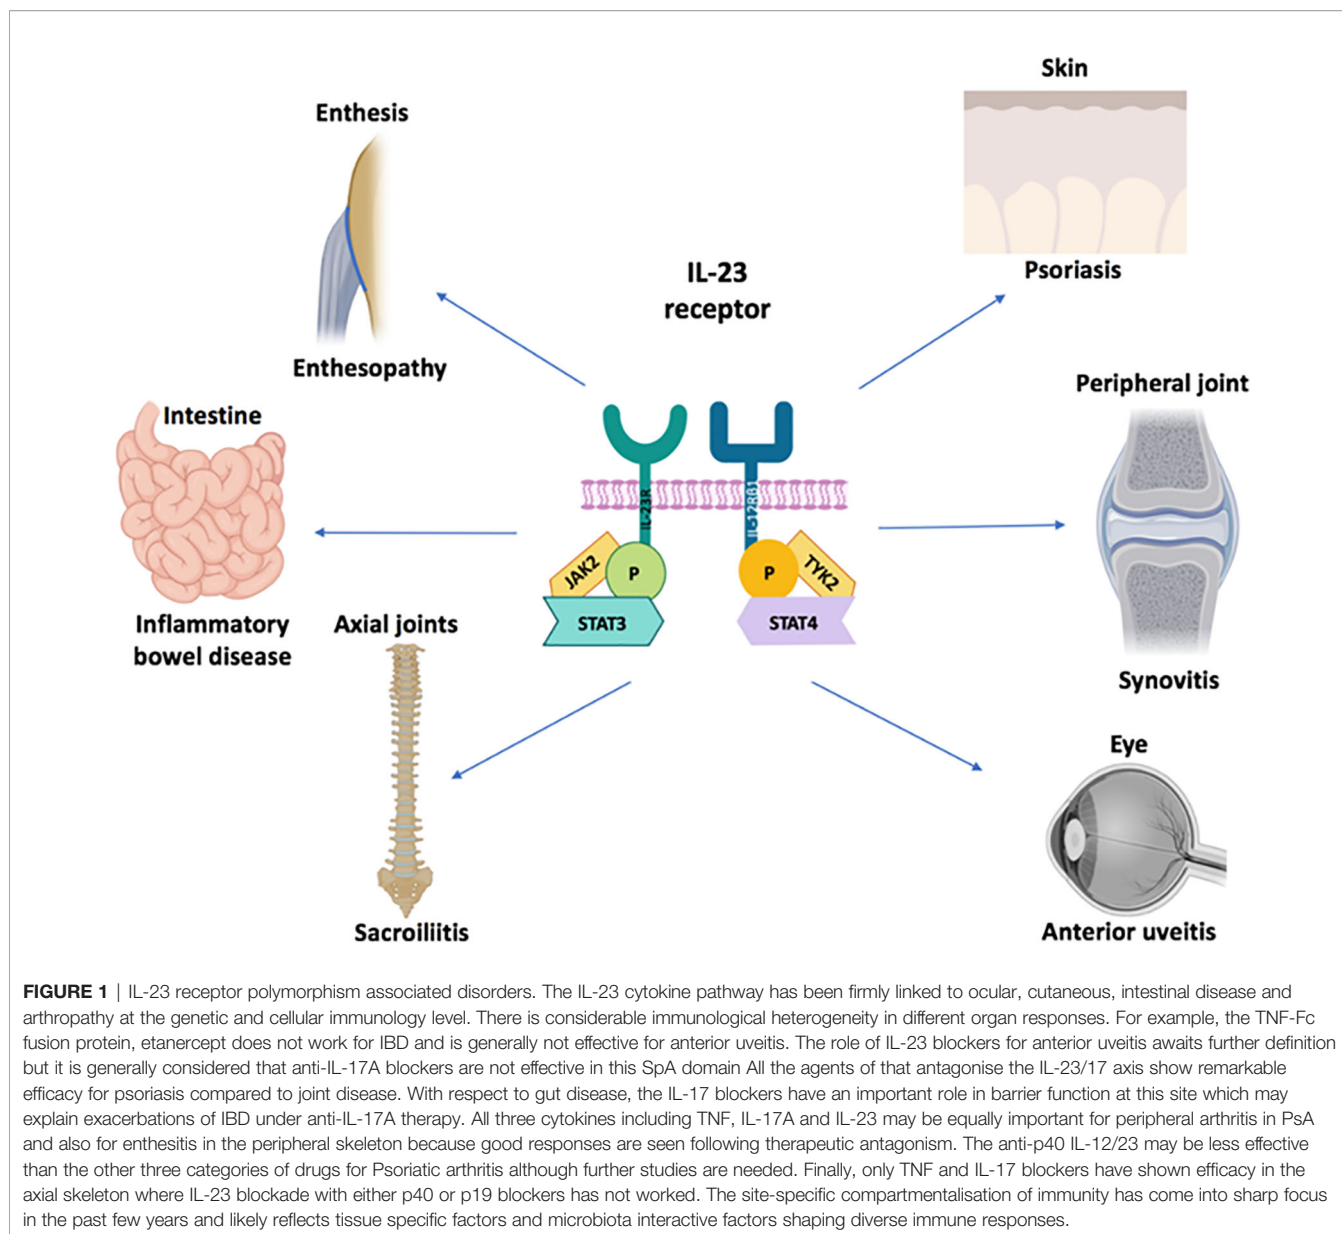 Skin
Enthesis
IL-23
receptor
Psoriasis
Enthesopathy
Peripheral joint
Intestine
IL-23R
IL-12Rβ1
JAK2
P
P
TYK2
STAT3
STAT4
Inflammatory
bowel disease
Axial joints
Synovitis
Eye
Sacroiliitis
Anterior uveitis
FIGURE 1 | IL-23 receptor polymorphism associated disorders. The IL-23 cytokine pathway has been firmly linked to ocular, cutaneous, intestinal disease and
arthropathy at the genetic and cellular immunology level. There is considerable immunological heterogeneity in different organ responses. For example, the TNF-Fc
fusion protein, etanercept does not work for IBD and is generally not effective for anterior uveitis. The role of IL-23 blockers for anterior uveitis awaits further definition
but it is generally considered that anti-IL-17A blockers are not effective in this SpA domain All the agents of that antagonise the IL-23/17 axis show remarkable
efficacy for psoriasis compared to joint disease. With respect to gut disease, the IL-17 blockers have an important role in barrier function at this site which may
explain exacerbations of IBD under anti-IL-17A therapy. All three cytokines including TNF, IL-17A and IL-23 may be equally important for peripheral arthritis in PsA
and also for enthesitis in the peripheral skeleton because good responses are seen following therapeutic antagonism. The anti-p40 IL-12/23 may be less effective
than the other three categories of drugs for Psoriatic arthritis although further studies are needed. Finally, only TNF and IL-17 blockers have shown efficacy in the
axial skeleton where IL-23 blockade with either p40 or p19 blockers has not worked. The site-specific compartmentalisation of immunity has come into sharp focus
in the past few years and likely reflects tissue specific factors and microbiota interactive factors shaping diverse immune responses.